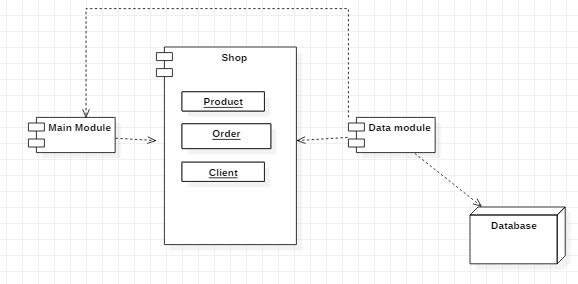 Shop
Product
Main Module
Order
Data module
Client
Database